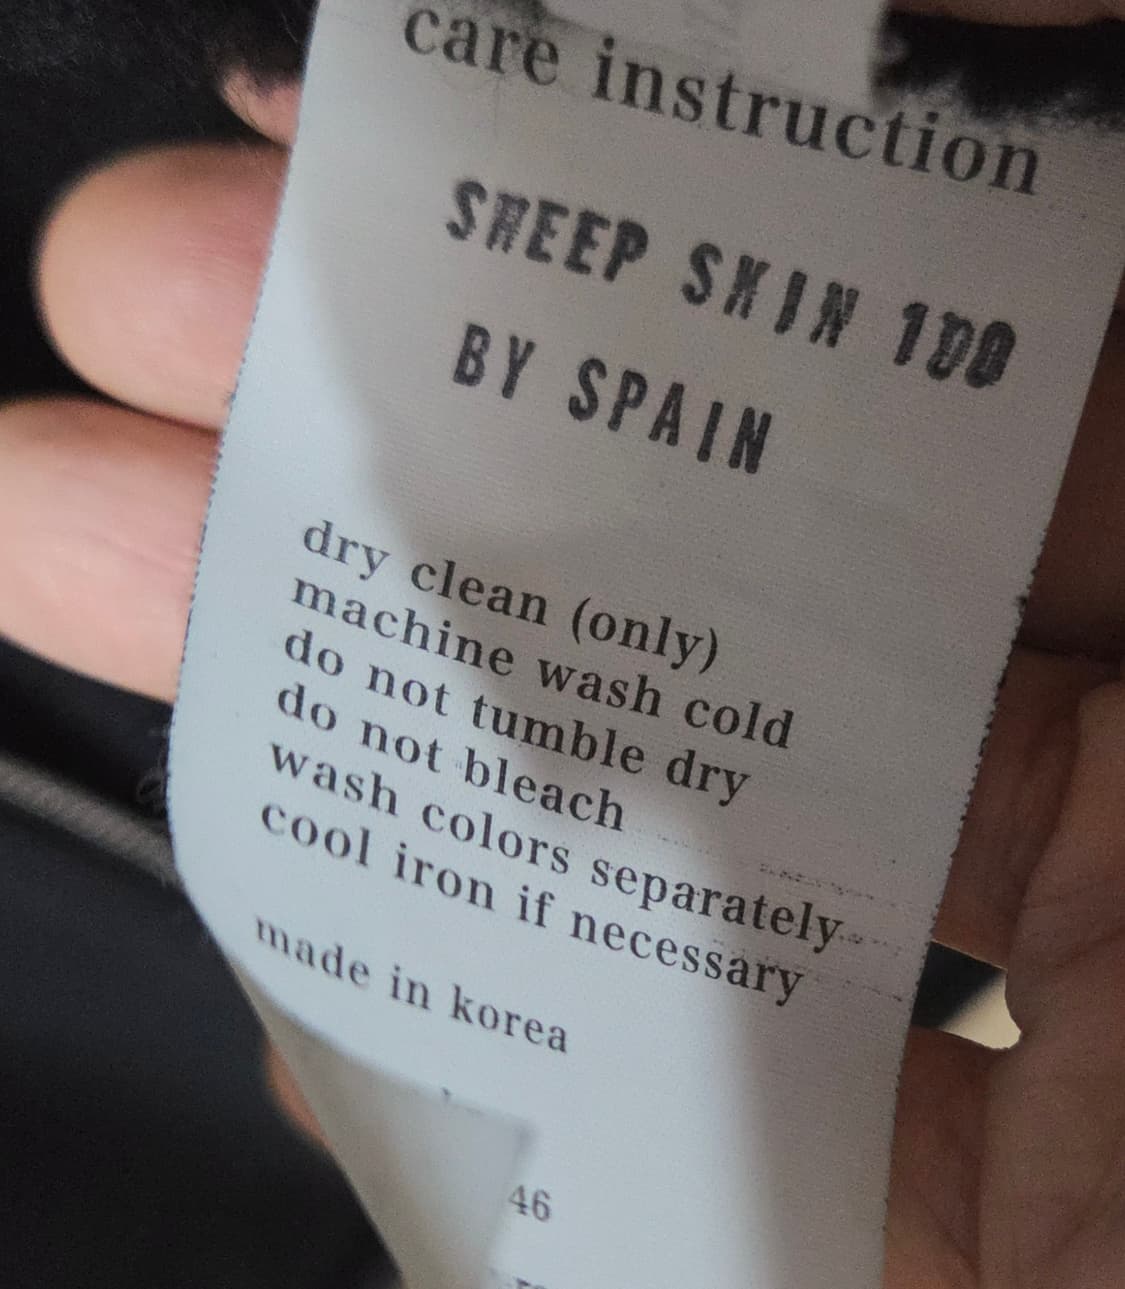 care instruction
SHEEP SKIN 100
BY SPAIN
dry clean (only)
machine wash cold
do not tumble dry
do not bleach
wash colors separately
cool iron if necessary
made in korea
46